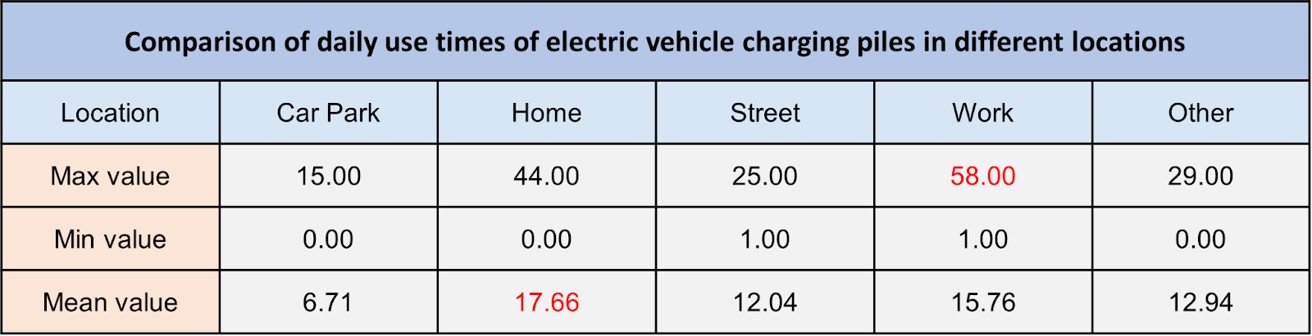 Comparison of daily use times of electric vehicle charging piles in different locations
Location Car Park Home Street Work Other
Max value 15.00 44.00 25.00 58.00 29.00
Min value 0.00 0.00 1.00 1.00 0.00
Mean value 6.71 17.66 12.04 15.76 12.94